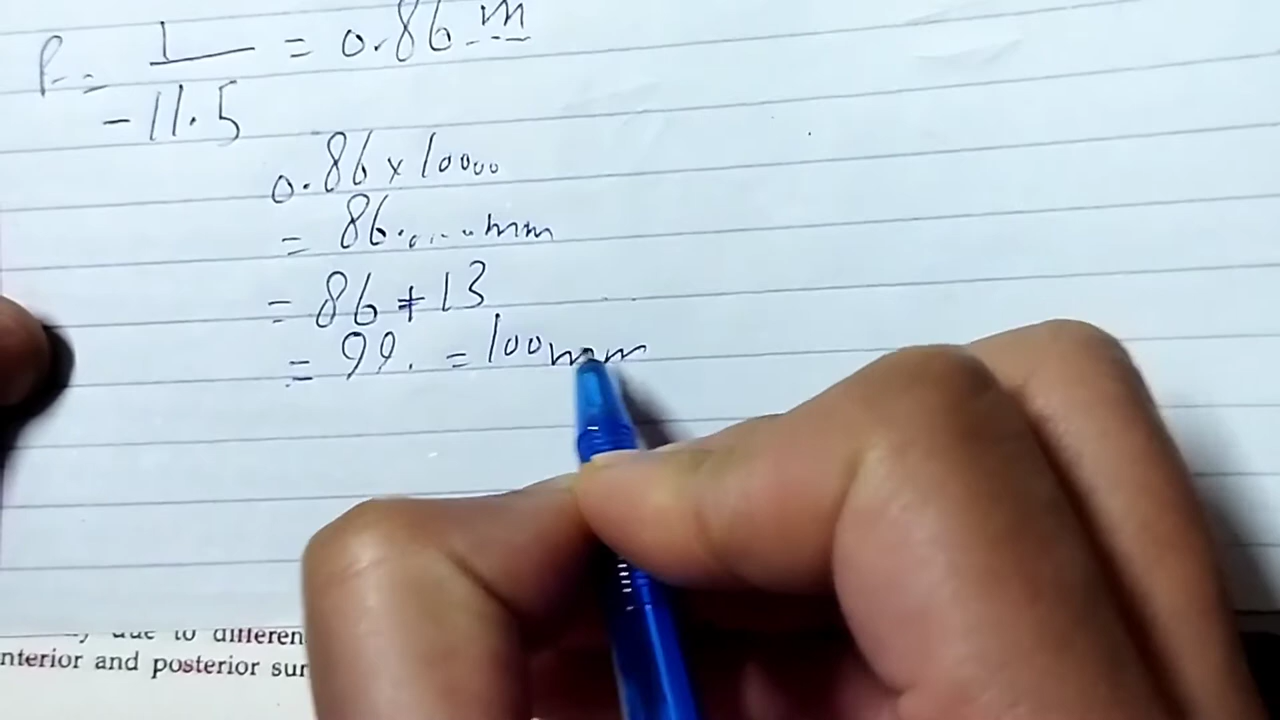 F = 1/-11.5 = 0.86 m
0.86 x 10000
= 86.....mm
= 86 + 13
= 99. = 100mm
due to differen
nterior and posterior sur